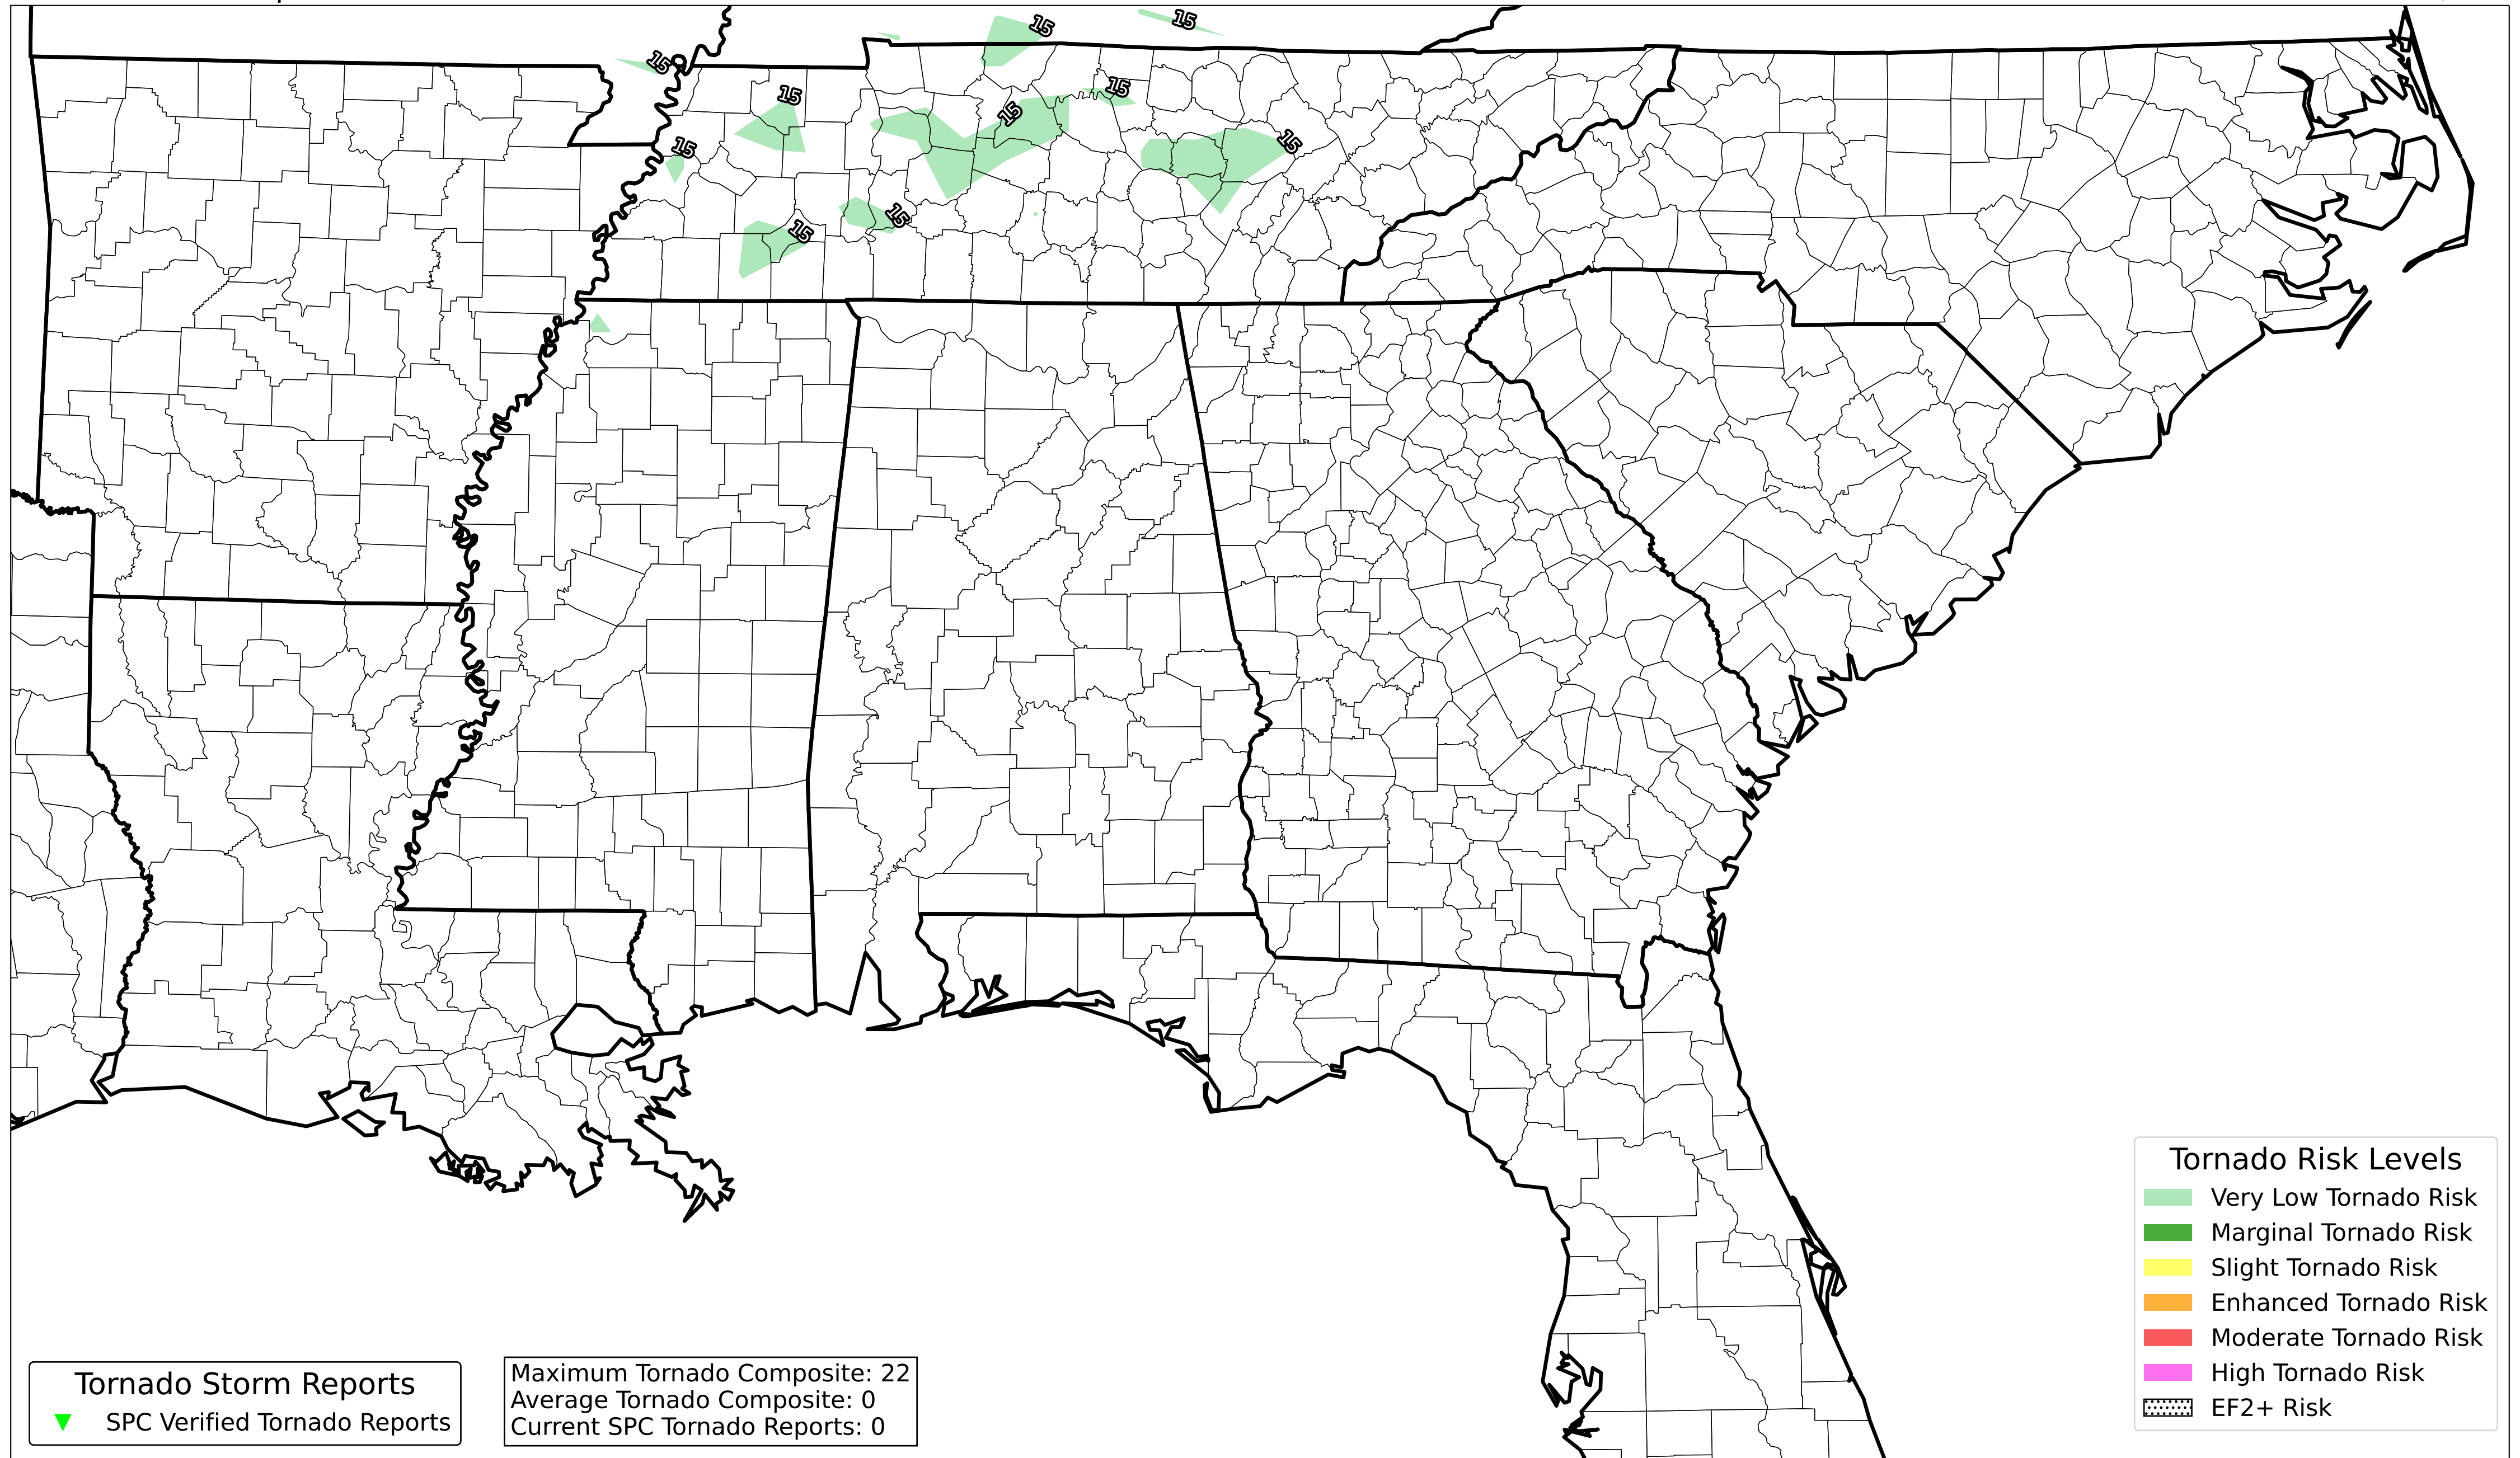 15
15
15
15
15
15
15
15
15
15
Tornado Risk Levels
Very Low Tornado Risk
Marginal Tornado Risk
Slight Tornado Risk
Enhanced Tornado Risk
Moderate Tornado Risk
High Tornado Risk
EF2+ Risk
Tornado Storm Reports
SPC Verified Tornado Reports
Maximum Tornado Composite: 22
Average Tornado Composite: 0
Current SPC Tornado Reports: 0